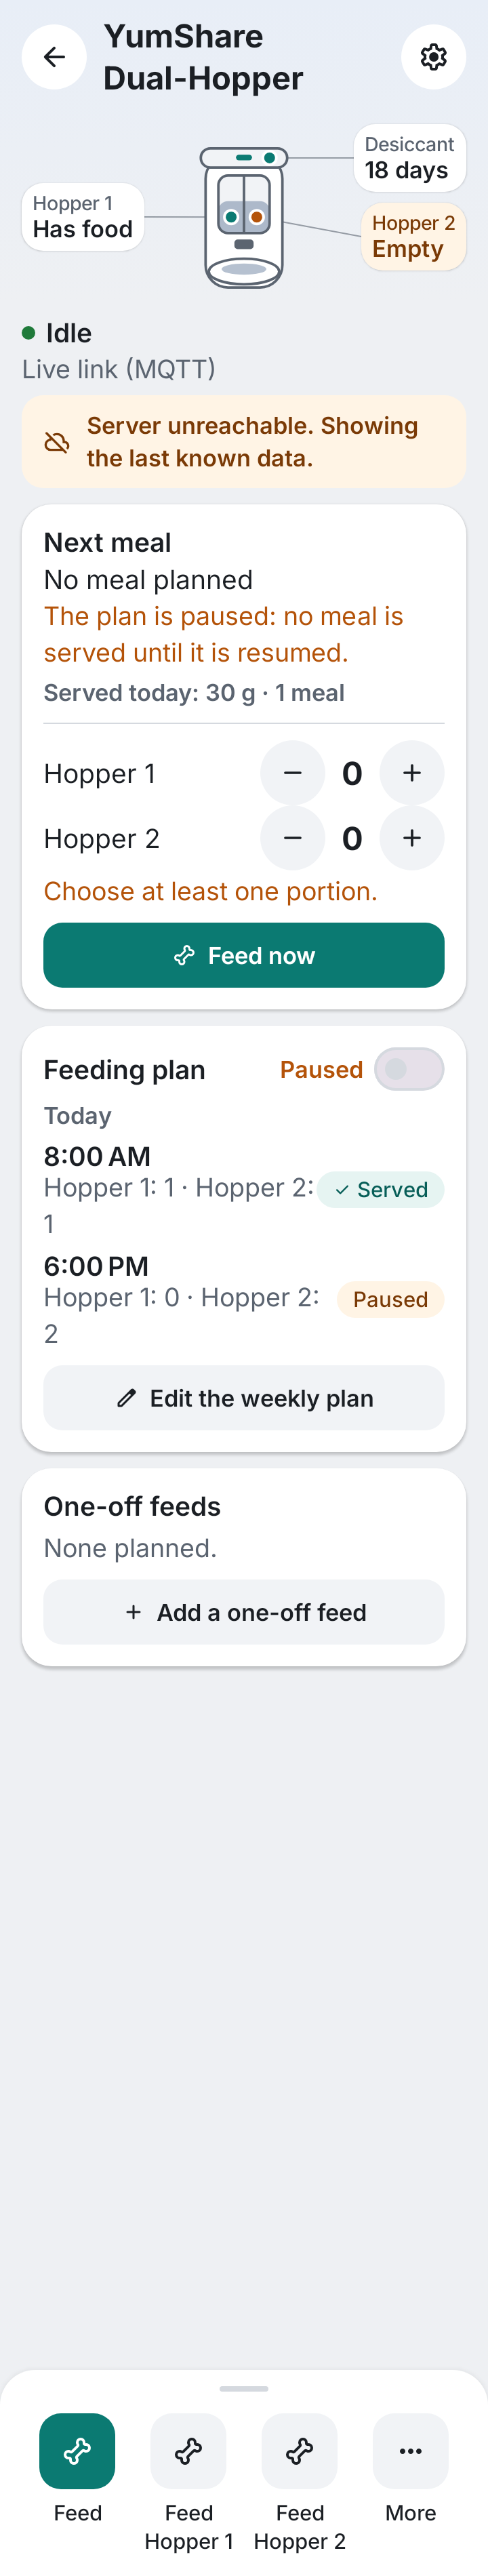 YumShare
Dual-Hopper
Desiccant
18 days
Hopper 1
Has food
Hopper 2
Empty
Idle
Live link (MQTT)
Server unreachable. Showing
the last known data.
Next meal
No meal planned
The plan is paused: no meal is
served until it is resumed.
Served today: 30 g · 1 meal
Hopper 1
− 0 +
Hopper 2
− 0 +
Choose at least one portion.
Feed now
Feeding plan
Paused
Today
8:00 AM
Hopper 1: 1 · Hopper 2:
1
Served
6:00 PM
Hopper 1: 0 · Hopper 2:
2
Paused
Edit the weekly plan
One-off feeds
None planned.
+ Add a one-off feed
Feed
Feed
Hopper 1
Feed
Hopper 2
More